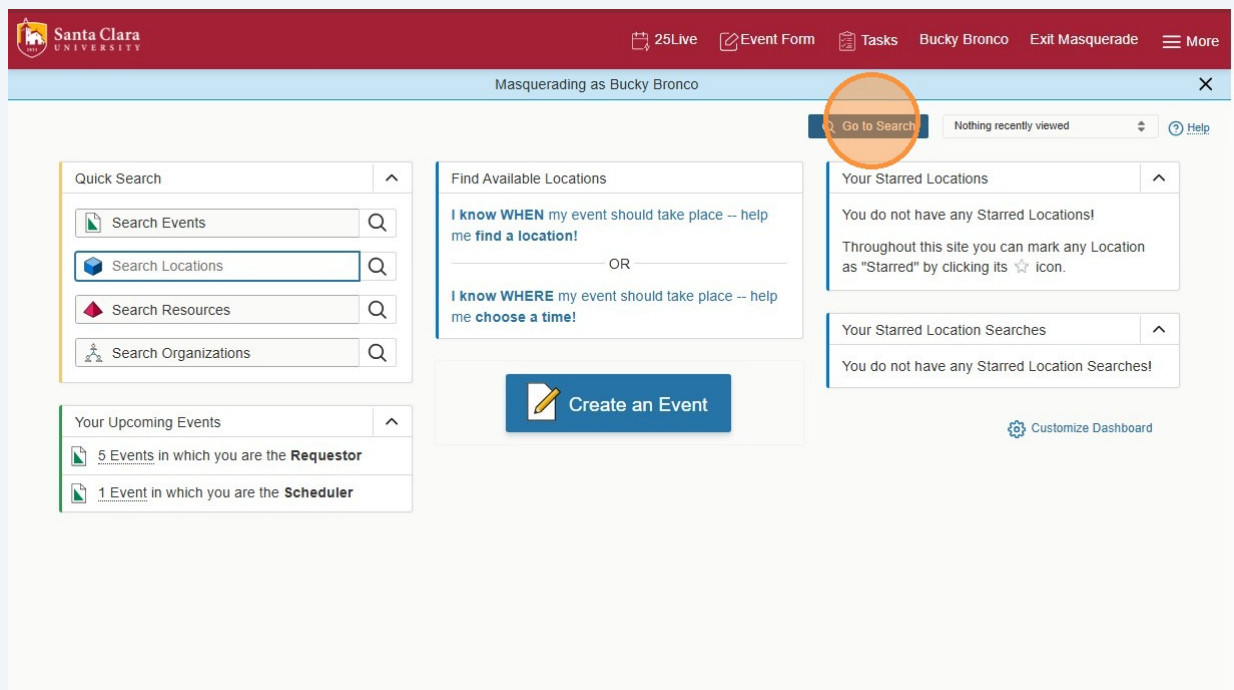 Santa Clara
UNIVERSITY
25Live
Event Form
Tasks
Bucky Bronco
Exit Masquerade
More
Masquerading as Bucky Bronco
Go to Search
Nothing recently viewed
Help
Quick Search
Search Events
Search Locations
Search Resources
Search Organizations
Your Upcoming Events
5 Events in which you are the Requestor
1 Event in which you are the Scheduler
Find Available Locations
I know WHEN my event should take place -- help
me find a location!
OR
I know WHERE my event should take place -- help
me choose a time!
Create an Event
Your Starred Locations
You do not have any Starred Locations!
Throughout this site you can mark any Location
as "Starred" by clicking its icon.
Your Starred Location Searches
You do not have any Starred Location Searches!
Customize Dashboard